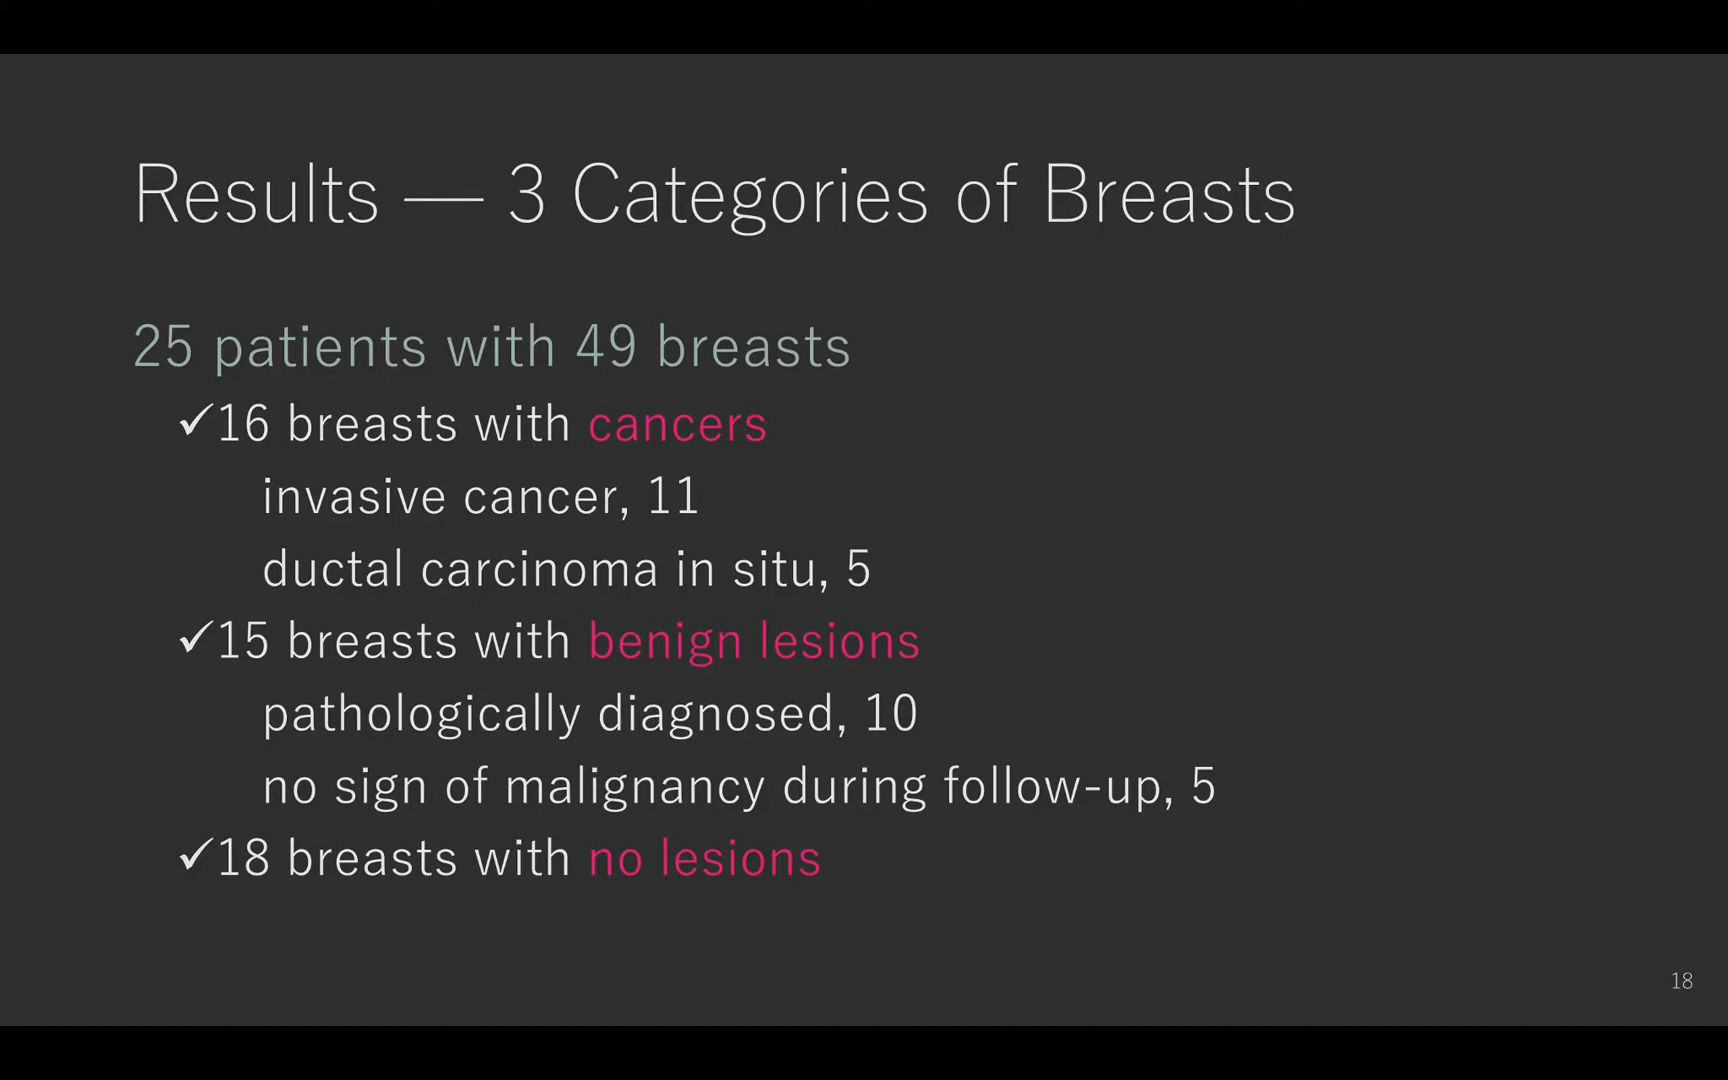 Results — 3 Categories of Breasts
25 patients with 49 breasts
✓16 breasts with cancers
invasive cancer, 11
ductal carcinoma in situ, 5
✓15 breasts with benign lesions
pathologically diagnosed, 10
no sign of malignancy during follow-up, 5
✓18 breasts with no lesions
18